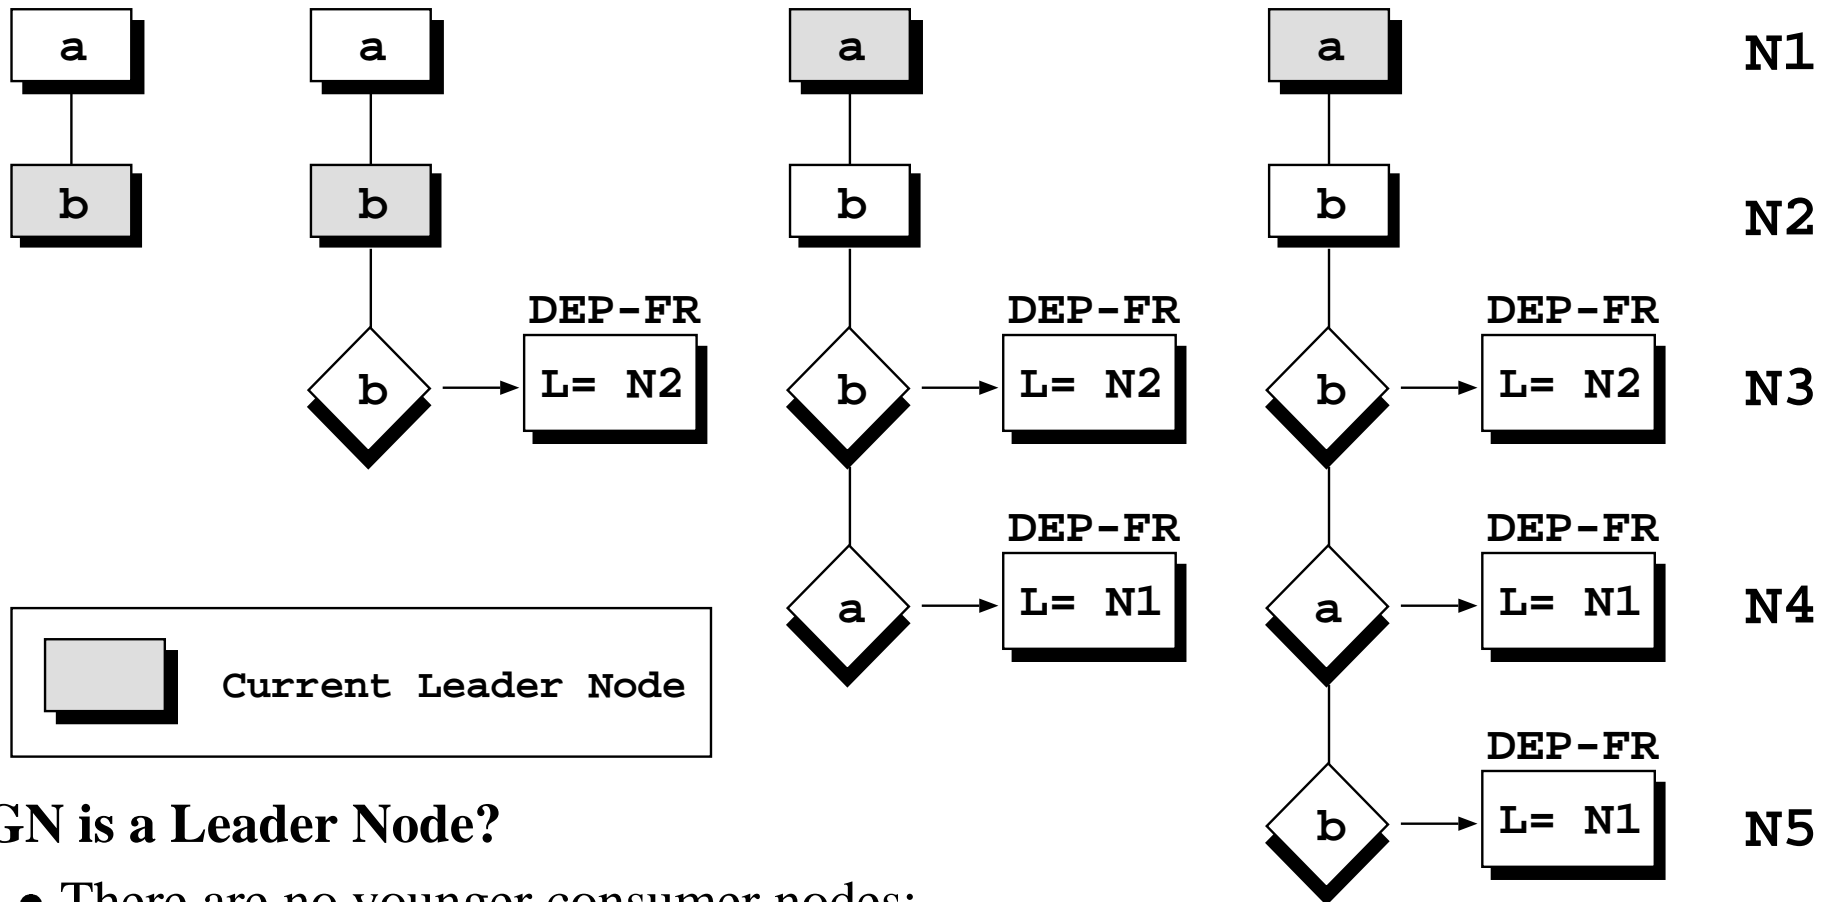 a a a a N1
b b b b N2
DEP-FR DEP-FR DEP-FR
b L= N2 b L= N2 b L= N2 N3
DEP-FR DEP-FR
a L= N1 a L= N1 N4
Current Leader Node
DEP-FR
b L= N1 N5
GN is a Leader Node?
• There are no younger consumer nodes;